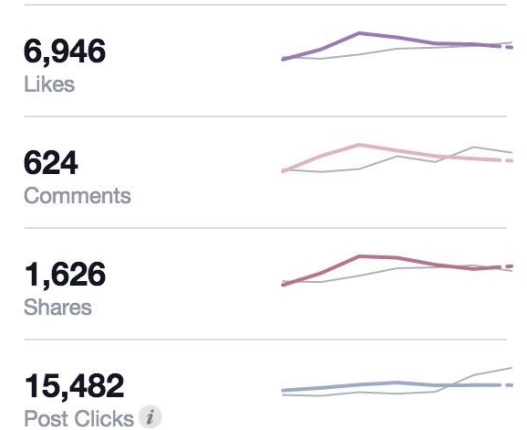 6,946
Likes
624
Comments
1,626
Shares
15,482
Post Clicks i